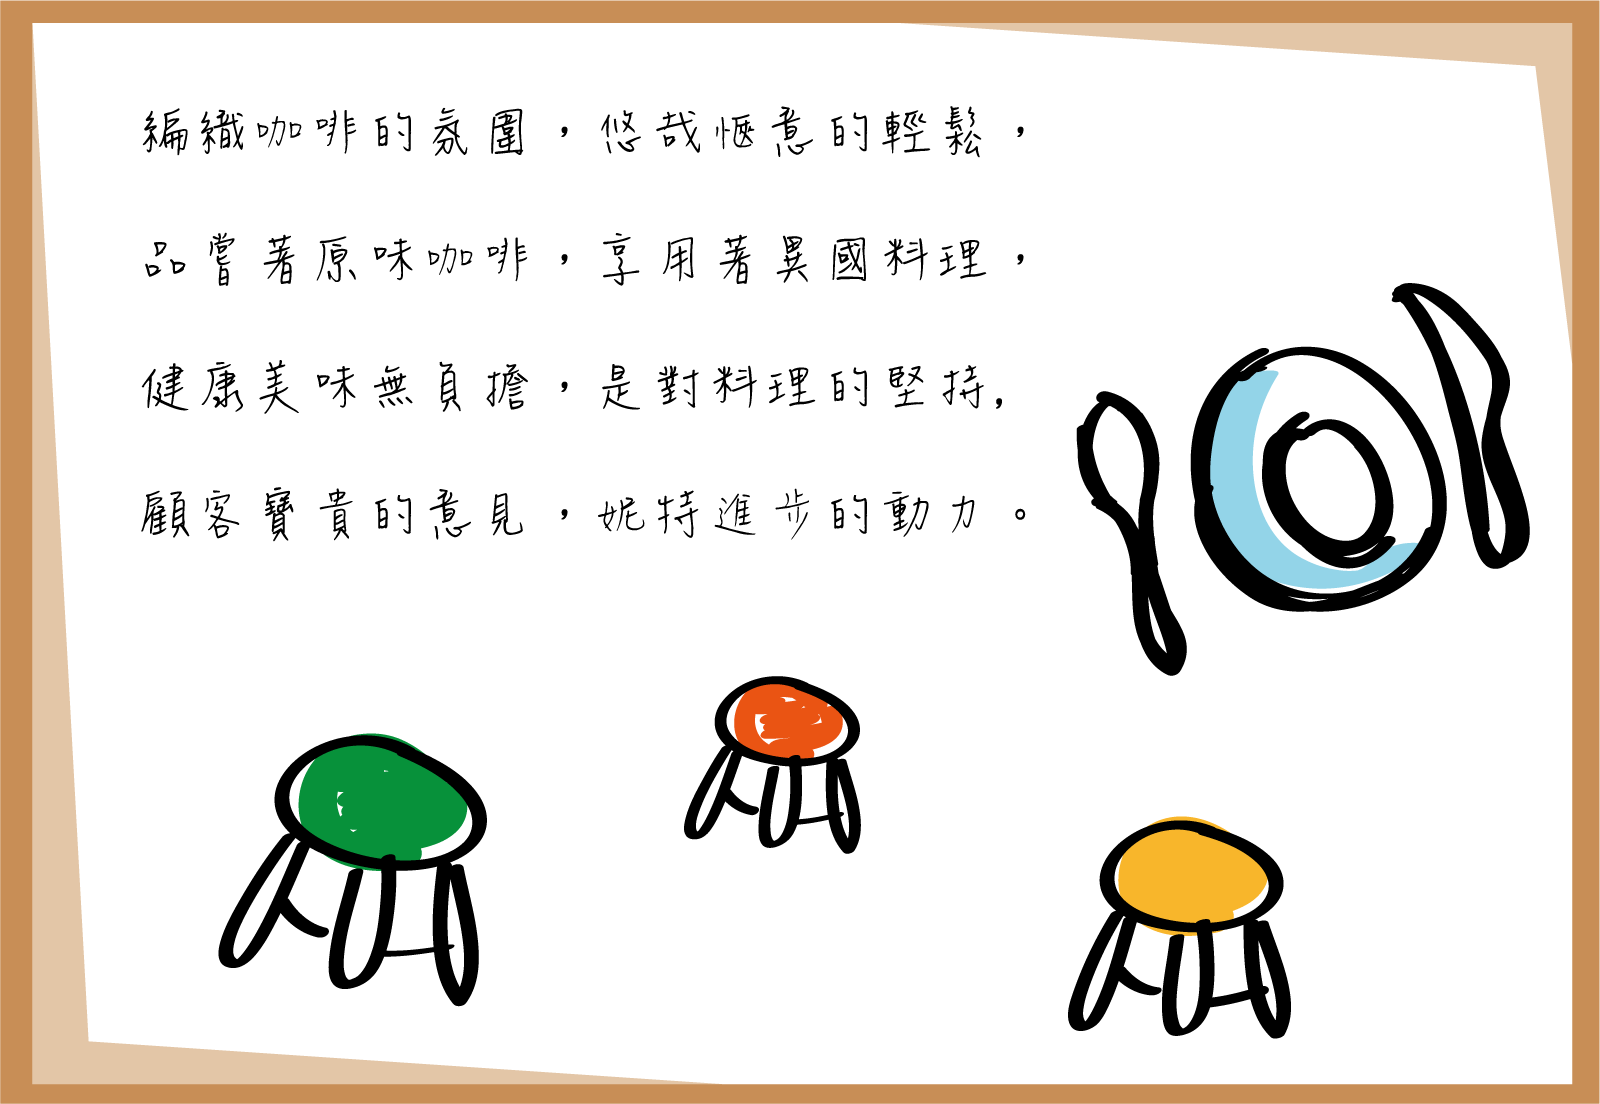 編織咖啡的氛圍，悠哉愜意的輕鬆，
品嘗著原味咖啡，享用著異國料理，
健康美味無負擔，是對料理的堅持,
顧客寶貴的意見，妮特進步的動力。